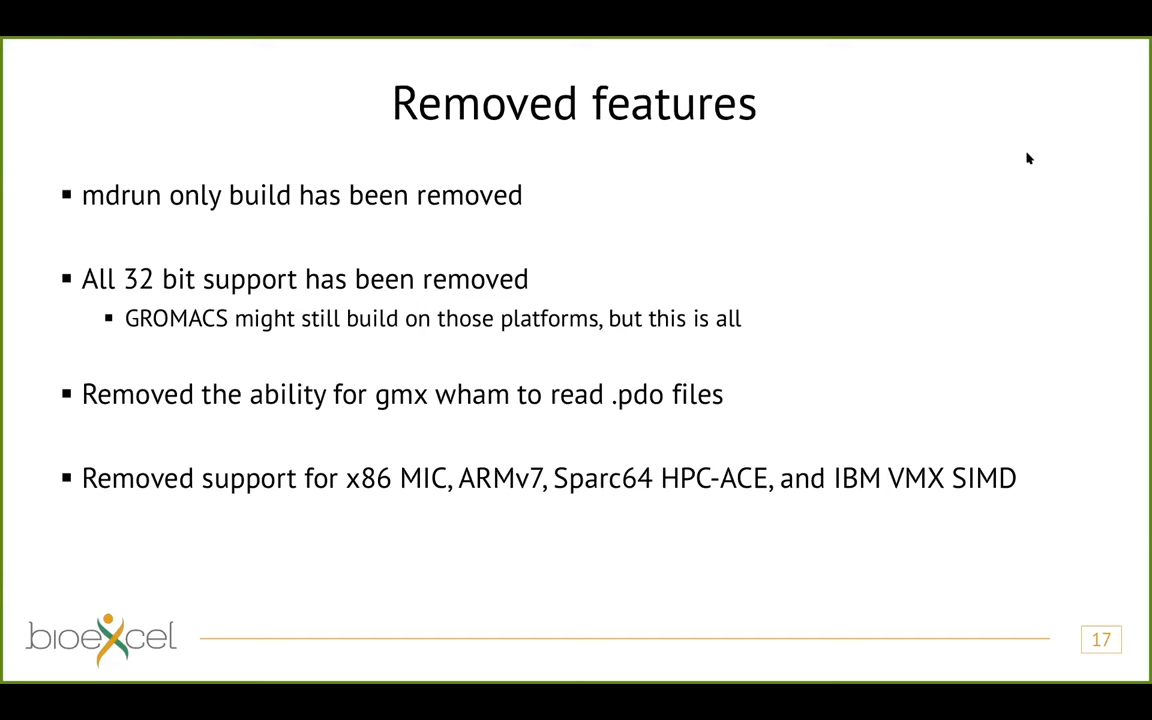 Removed features
▪ mdrun only build has been removed
▪ All 32 bit support has been removed
▪ GROMACS might still build on those platforms, but this is all
▪ Removed the ability for gmx wham to read .pdo files
▪ Removed support for x86 MIC, ARMv7, Sparc64 HPC-ACE, and IBM VMX SIMD
bioexcel
17